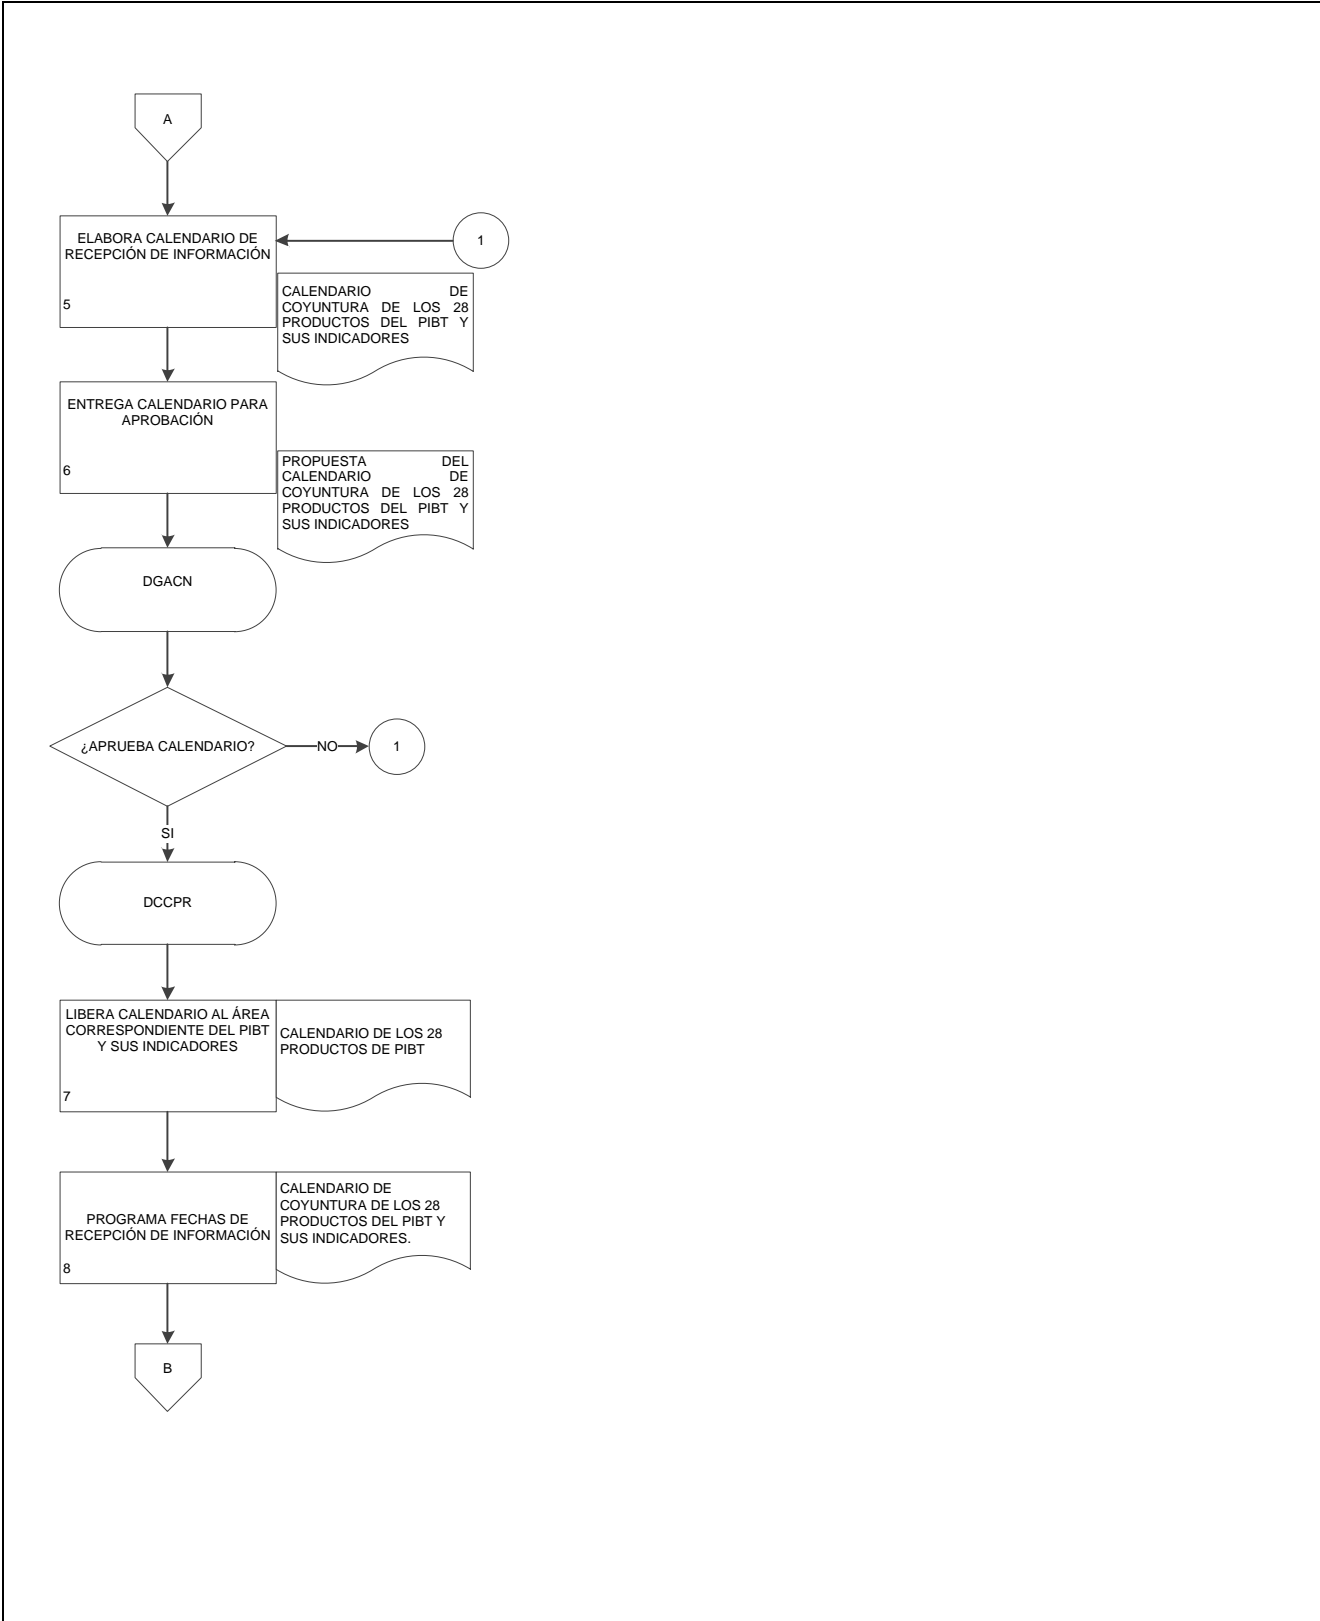 A
ELABORA CALENDARIO DE
RECEPCIÓN DE INFORMACIÓN
5
1
CALENDARIO DE
COYUNTURA DE LOS 28
PRODUCTOS DEL PIBT Y
SUS INDICADORES
ENTREGA CALENDARIO PARA
APROBACIÓN
6
PROPUESTA DEL
CALENDARIO DE
COYUNTURA DE LOS 28
PRODUCTOS DEL PIBT Y
SUS INDICADORES
DGACN
¿APRUEBA CALENDARIO?
NO
1
SI
DCCPR
LIBERA CALENDARIO AL ÁREA
CORRESPONDIENTE DEL PIBT
Y SUS INDICADORES
7
CALENDARIO DE LOS 28
PRODUCTOS DE PIBT
PROGRAMA FECHAS DE
RECEPCIÓN DE INFORMACIÓN
8
CALENDARIO DE
COYUNTURA DE LOS 28
PRODUCTOS DEL PIBT Y
SUS INDICADORES.
B